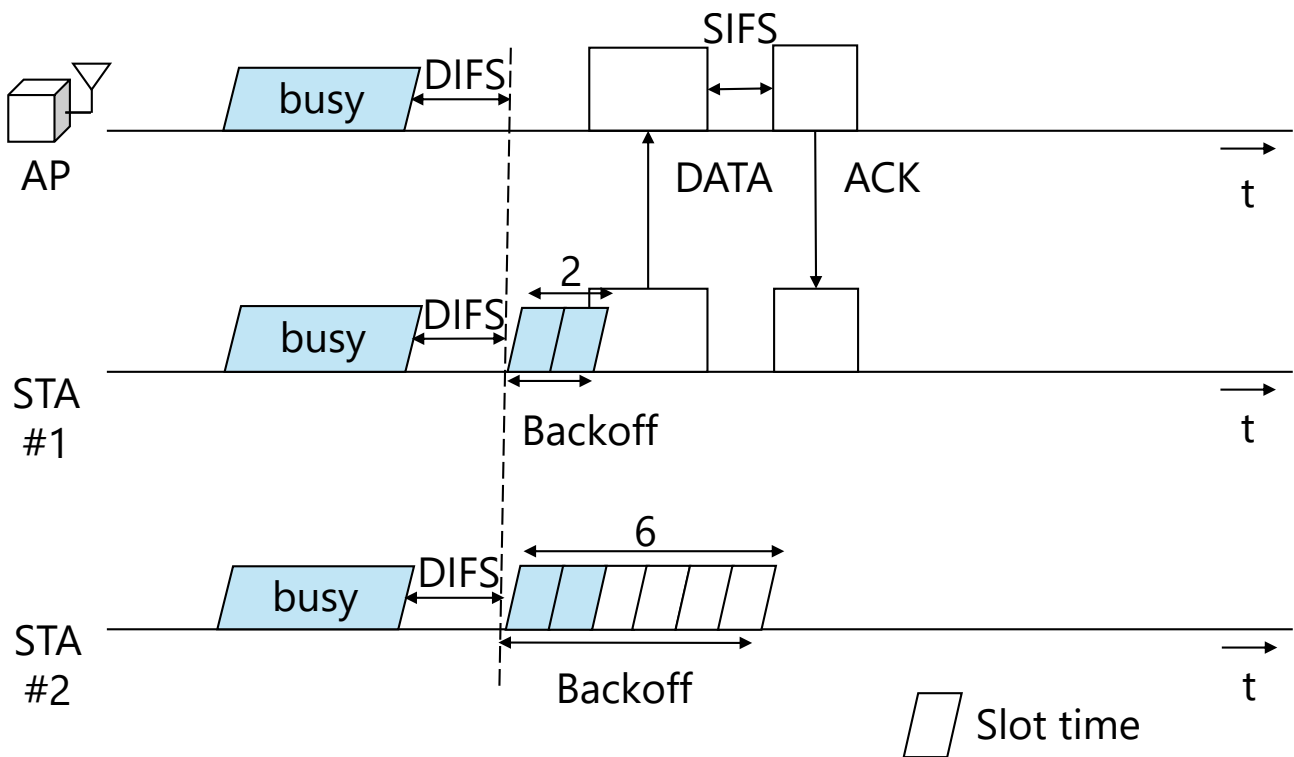 SIFS
DIFS
busy
AP
DATA
ACK
t
2
DIFS
busy
STA
#1
Backoff
t
6
DIFS
busy
STA
#2
Backoff
t
Slot time